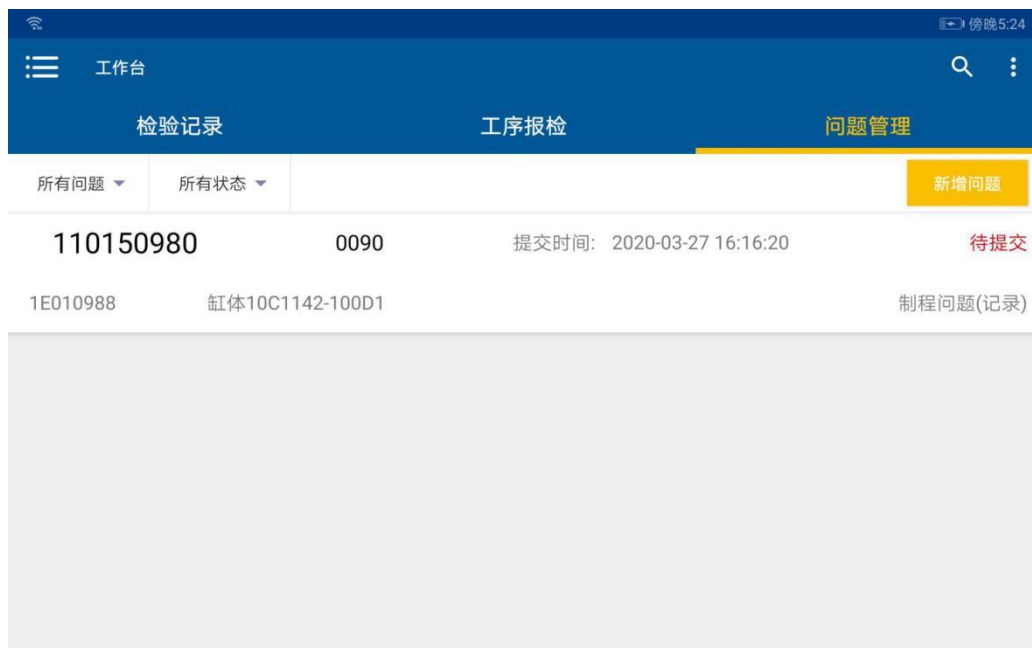 傍晚5:24
工作台
检验记录 工序报检 问题管理
所有问题 所有状态 新增问题
110150980 0090 提交时间: 2020-03-27 16:16:20 待提交
1E010988 缸体10C1142-100D1 制程问题(记录)